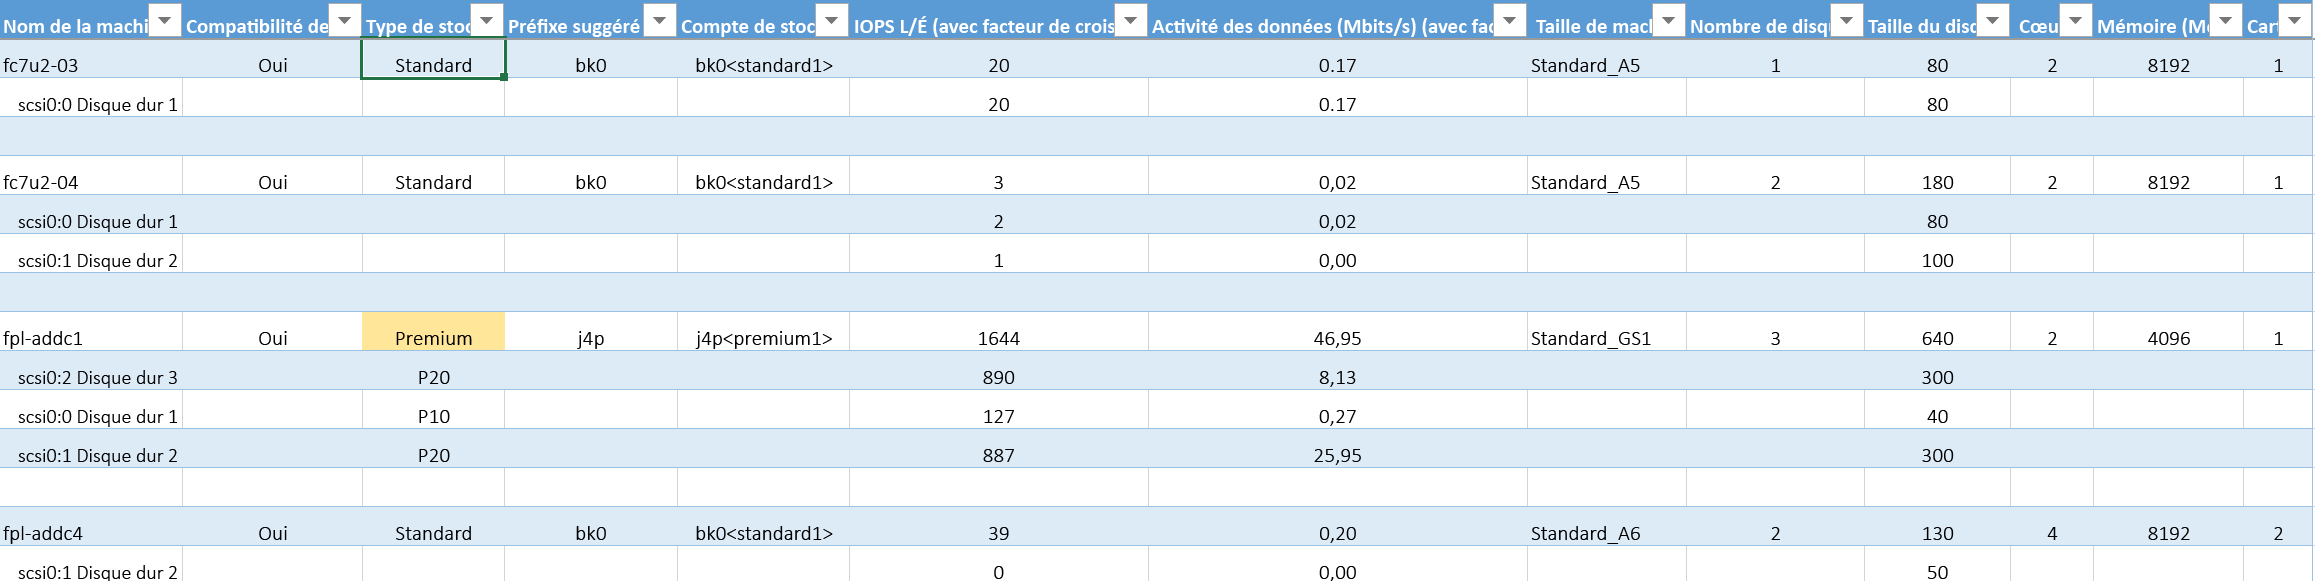 Nom de la machi Compatibilité de Type de stoc Préfixe suggéré Compte de stoc IOPS L/É (avec facteur de crois Activité des données (Mbits/s) (avec fac Taille de macl Nombre de disq Taille du disq Cœu Mémoire (Mo Cart
fc7u2-03 Oui Standard bk0 bk0<standard1> 20 0.17 Standard_A5 1 80 2 8192 1
scsi0:0 Disque dur 1 20 0.17 80
fc7u2-04 Oui Standard bk0 bk0<standard1> 3 0,02 Standard_A5 2 180 2 8192 1
scsi0:0 Disque dur 1 2 0,02 80
scsi0:1 Disque dur 2 1 0,00 100
fpl-addc1 Oui Premium j4p j4p<premium1> 1644 46,95 Standard_GS1 3 640 2 4096 1
scsi0:2 Disque dur 3 P20 890 8,13 300
scsi0:0 Disque dur 1 P10 127 0,27 40
scsi0:1 Disque dur 2 P20 887 25,95 300
fpl-addc4 Oui Standard bk0 bk0<standard1> 39 0,20 Standard_A6 2 130 4 8192 2
scsi0:1 Disque dur 2 0 0,00 50